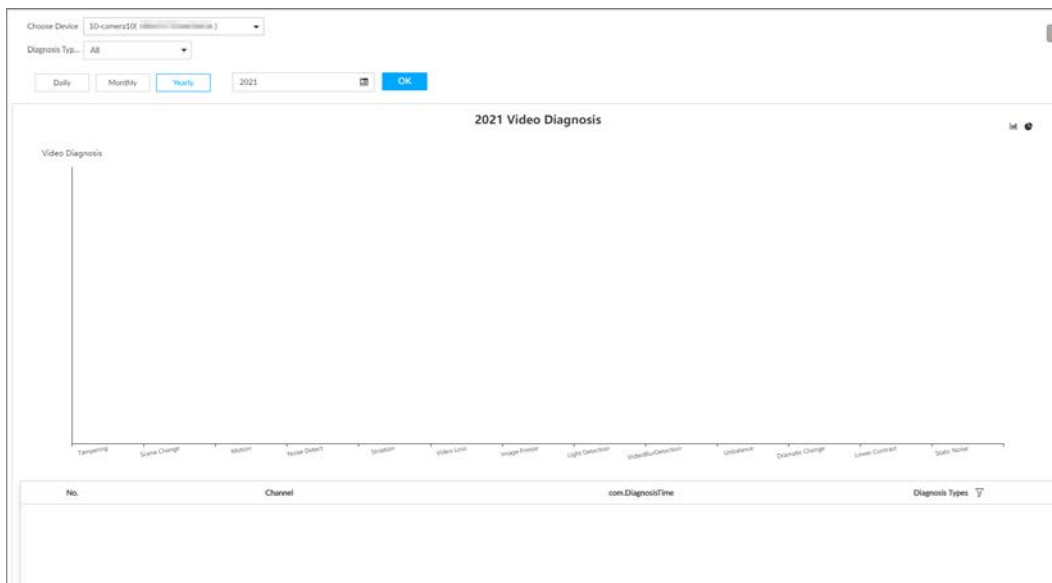 Choose Device 10-camera10( )
Diagnosis Typ... All
Daily Monthly Yearly 2021 OK
2021 Video Diagnosis
Video Diagnosis
Tampering Scene Change Motion Noise Detect Striation Video Loss Image Freeze Light Detection VideoBlurDetection Unbalance Dramatic Change Lower Contract Static Noise
No. Channel com.DiagnosisTime Diagnosis Types